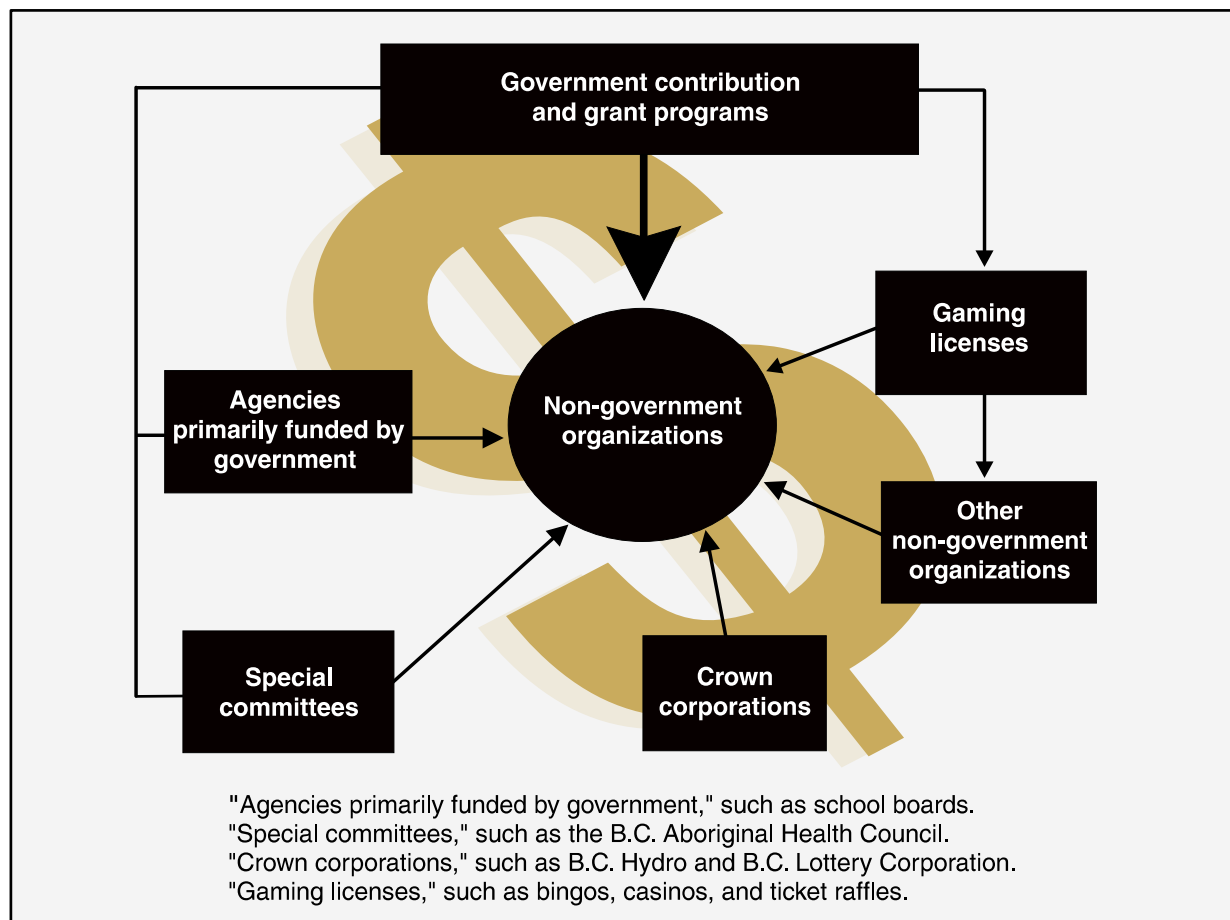 Government contribution
and grant programs
Gaming
licenses
Agencies
primarily funded by
government
Non-government
organizations
Other
non-government
organizations
Special
committees
Crown
corporations
"Agencies primarily funded by government," such as school boards.
"Special committees," such as the B.C. Aboriginal Health Council.
"Crown corporations," such as B.C. Hydro and B.C. Lottery Corporation.
"Gaming licenses," such as bingos, casinos, and ticket raffles.